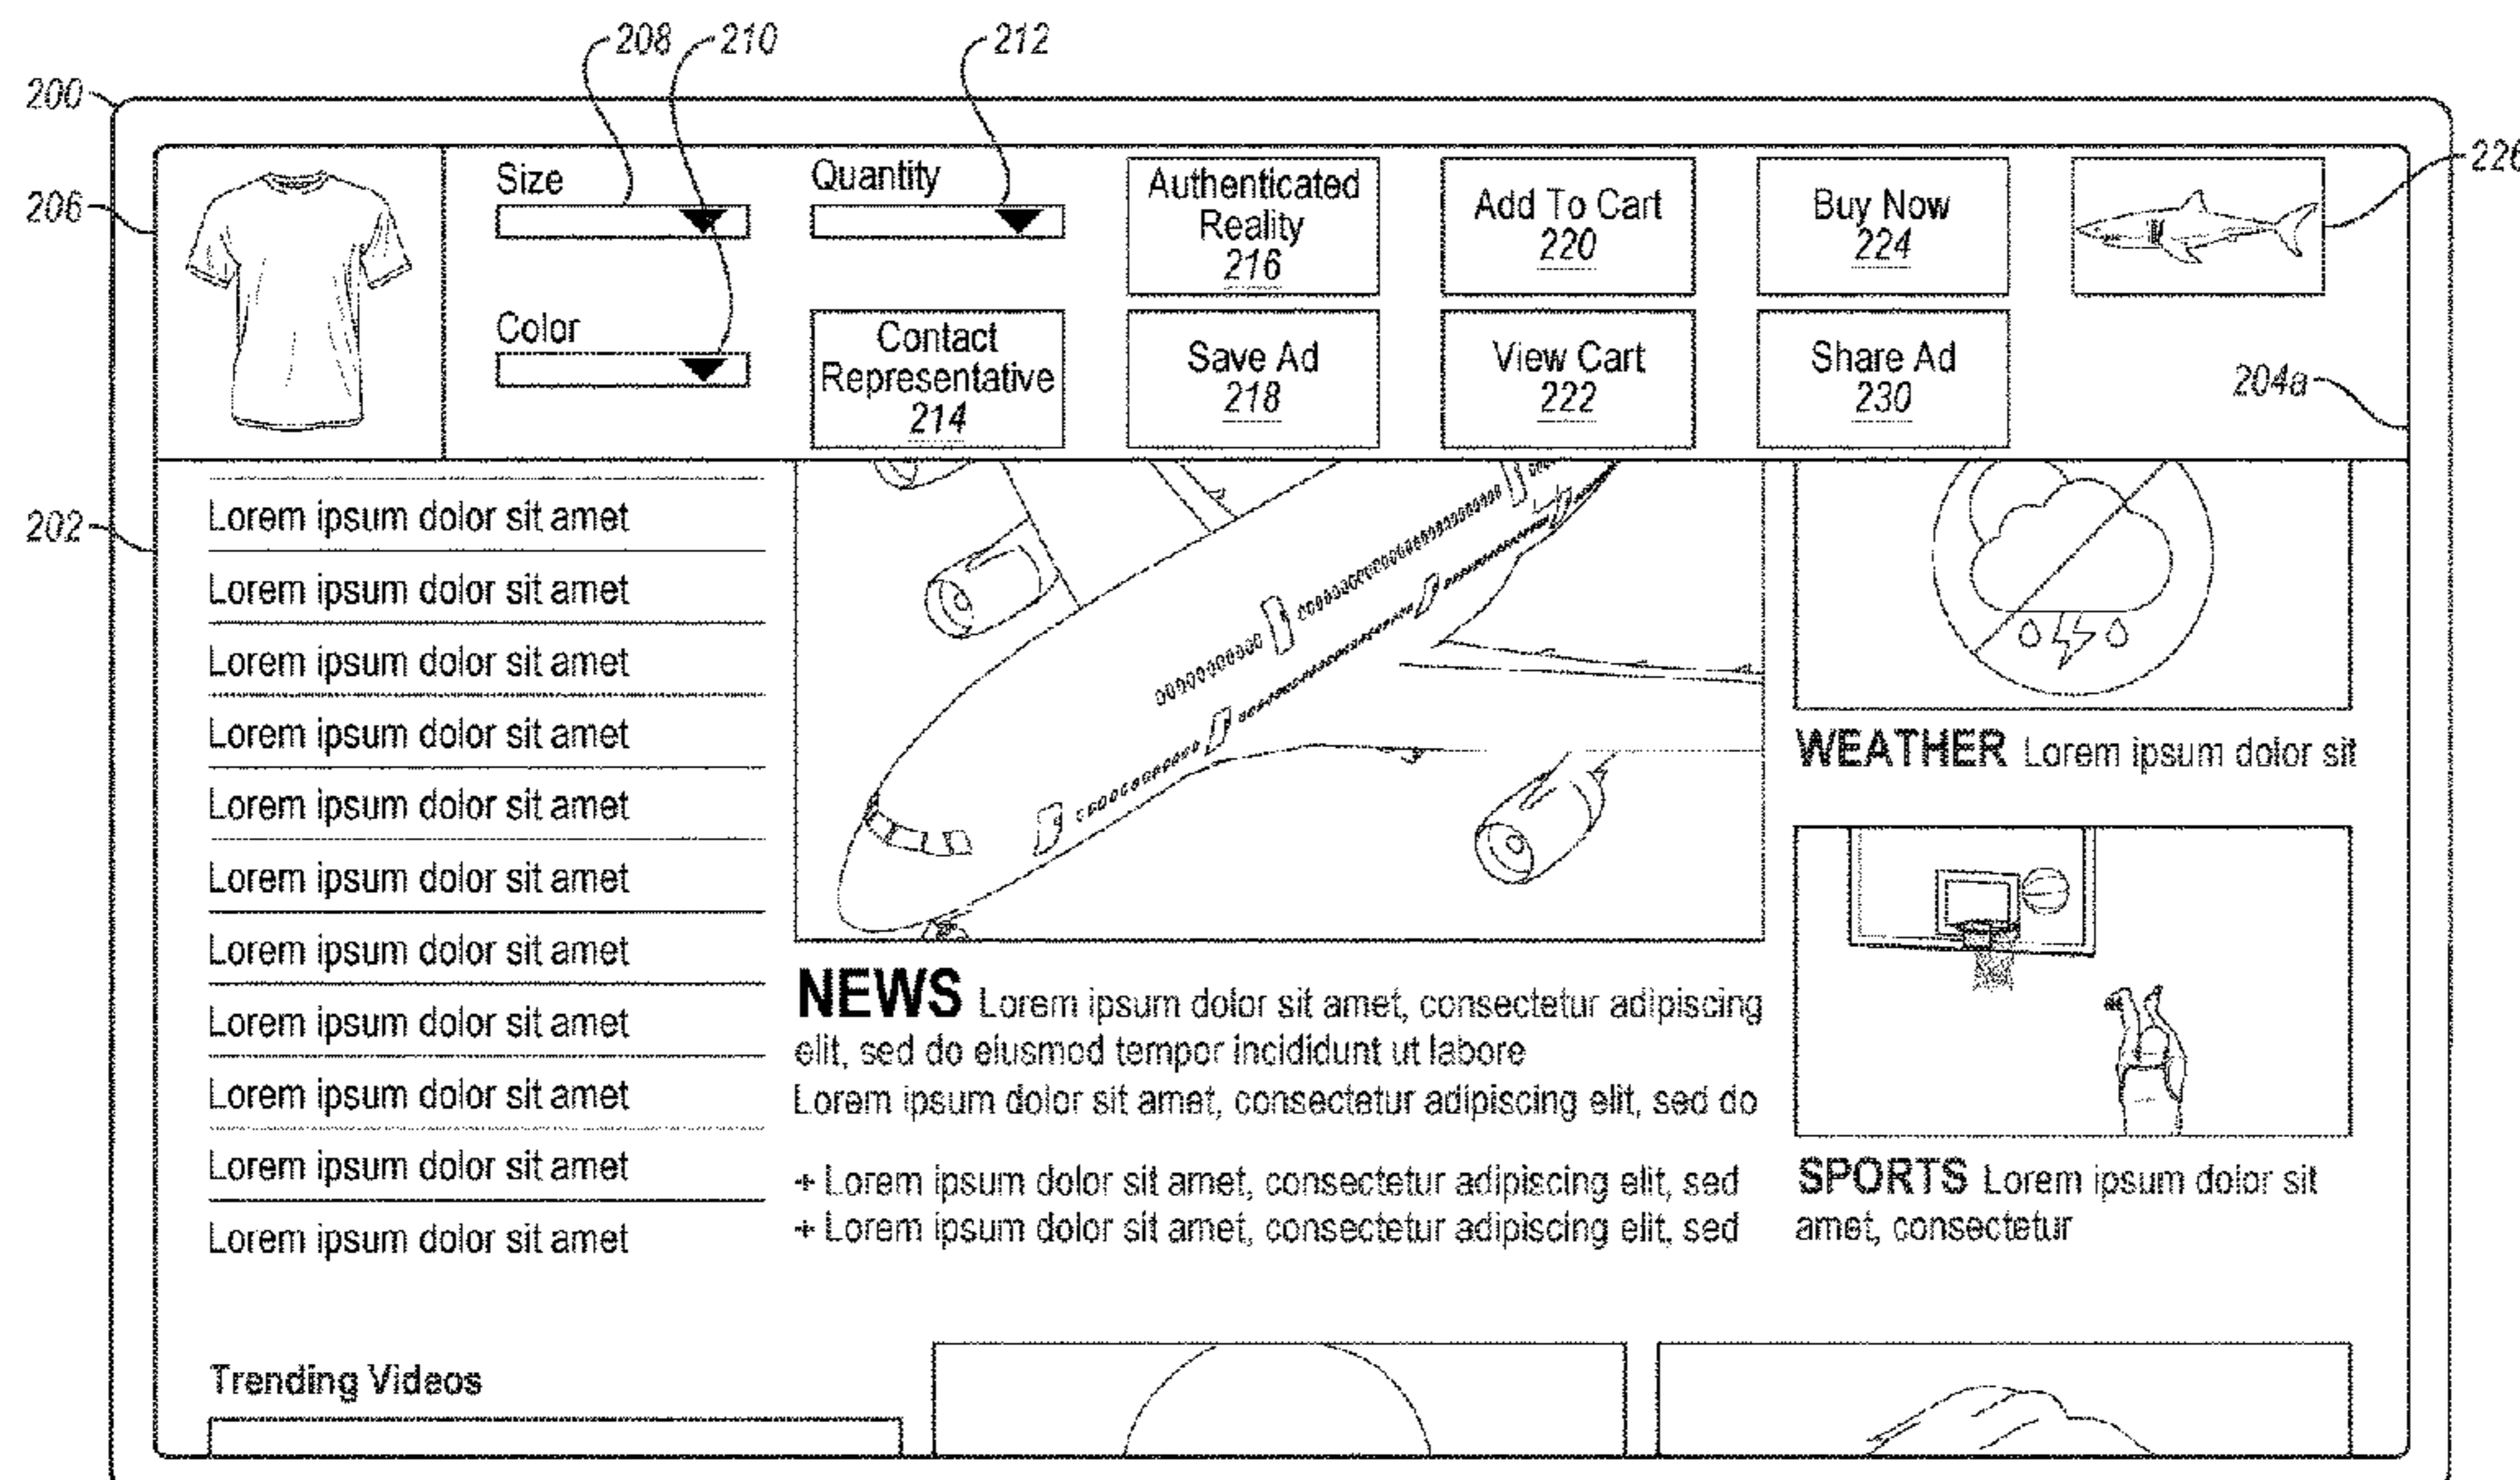 208
210
212
200
226
206
Size
Quantity
Authenticated
Reality
216
Add To Cart
220
Buy Now
224
Color
Contact
Representative
214
Save Ad
218
View Cart
222
Share Ad
230
204a
202
Lorem ipsum dolor sit amet
Lorem ipsum dolor sit amet
Lorem ipsum dolor sit amet
Lorem ipsum dolor sit amet
Lorem ipsum dolor sit amet
Lorem ipsum dolor sit amet
Lorem ipsum dolor sit amet
Lorem ipsum dolor sit amet
Lorem ipsum dolor sit amet
Lorem ipsum dolor sit amet
Lorem ipsum dolor sit amet
NEWS Lorem ipsum dolor sit amet, consectetur adipiscing
elit, sed do eiusmod tempor incididunt ut labore
Lorem ipsum dolor sit amet, consectetur adipiscing elit, sed do
+ Lorem ipsum dolor sit amet, consectetur adipiscing elit, sed
+ Lorem ipsum dolor sit amet, consectetur adipiscing elit, sed
WEATHER Lorem ipsum dolor sit
SPORTS Lorem ipsum dolor sit
amet, consectetur
Trending Videos